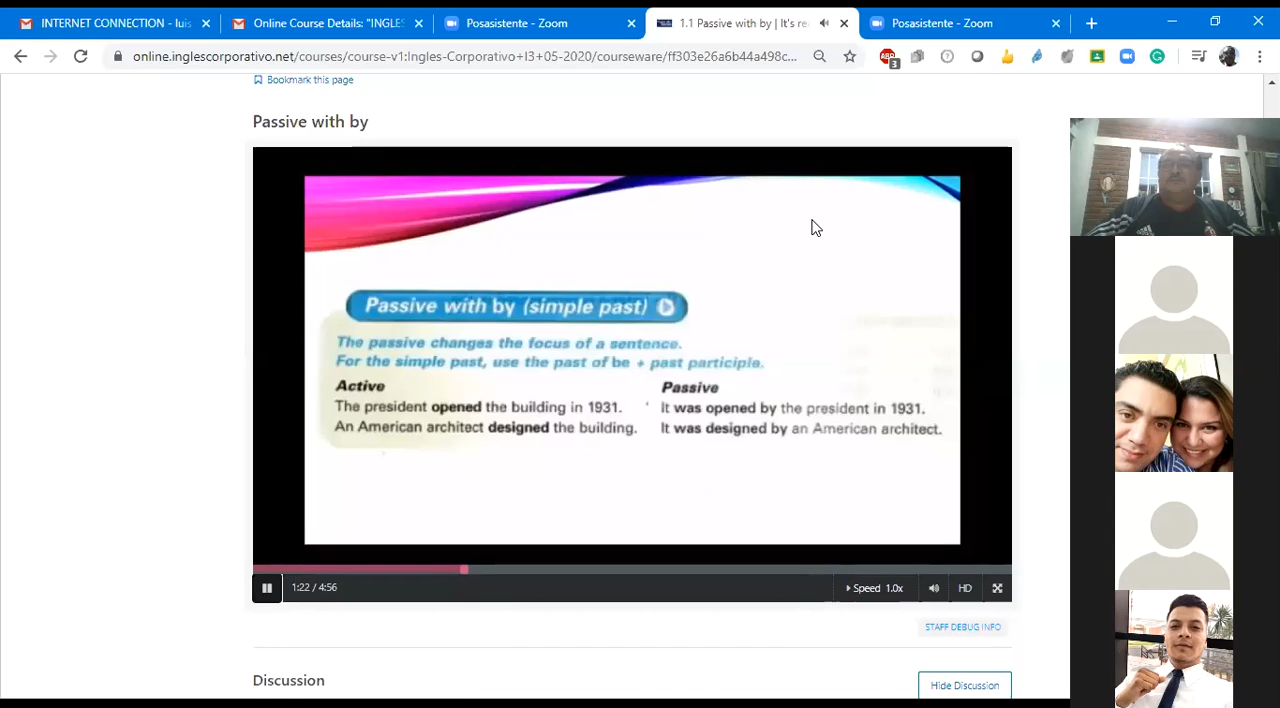 INTERNET CONNECTION - luis
Online Course Details: "INGLES
Posasistente - Zoom
1.1 Passive with by | It's re
Posasistente - Zoom
online.inglescorporativo.net/courses/course-v1:Ingles-Corporativo+I3+05-2020/courseware/ff303e26a6b44a498c...
3
Bookmark this page
Passive with by
Passive with by (simple past)
The passive changes the focus of a sentence.
For the simple past, use the past of be + past participle.
Active Passive
The president opened the building in 1931. It was opened by the president in 1931.
An American architect designed the building. It was designed by an American architect.
1:22 / 4:56
Speed 1.0x
HD
STAFF DEBUG INFO
Discussion
Hide Discussion